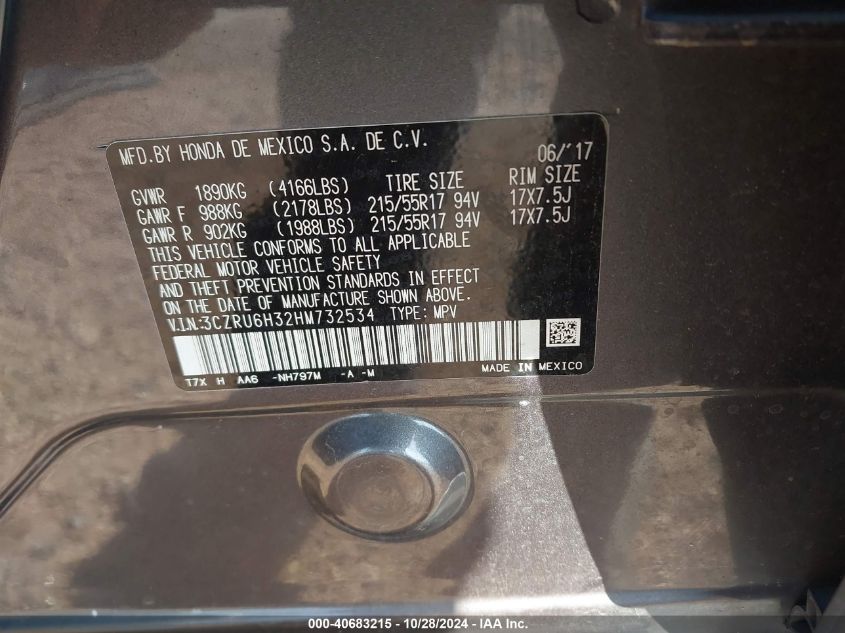 MFD.BY HONDA DE MEXICO S.A. DE C.V. 06/'17
GVWR 1890KG (4166LBS) TIRE SIZE RIM SIZE
GAWR F 988KG (2178LBS) 215/55R17 94V 17X7.5J
GAWR R 902KG (1988LBS) 215/55R17 94V 17X7.5J
THIS VEHICLE CONFORMS TO ALL APPLICABLE
FEDERAL MOTOR VEHICLE SAFETY
AND THEFT PREVENTION STANDARDS IN EFFECT
ON THE DATE OF MANUFACTURE SHOWN ABOVE.
V.I.N:3CZRU6H32HM732534 TYPE: MPV
T7X H AA6 -NH797M -A -M MADE IN MEXICO
000-40683215 - 10/28/2024 - IAA Inc.